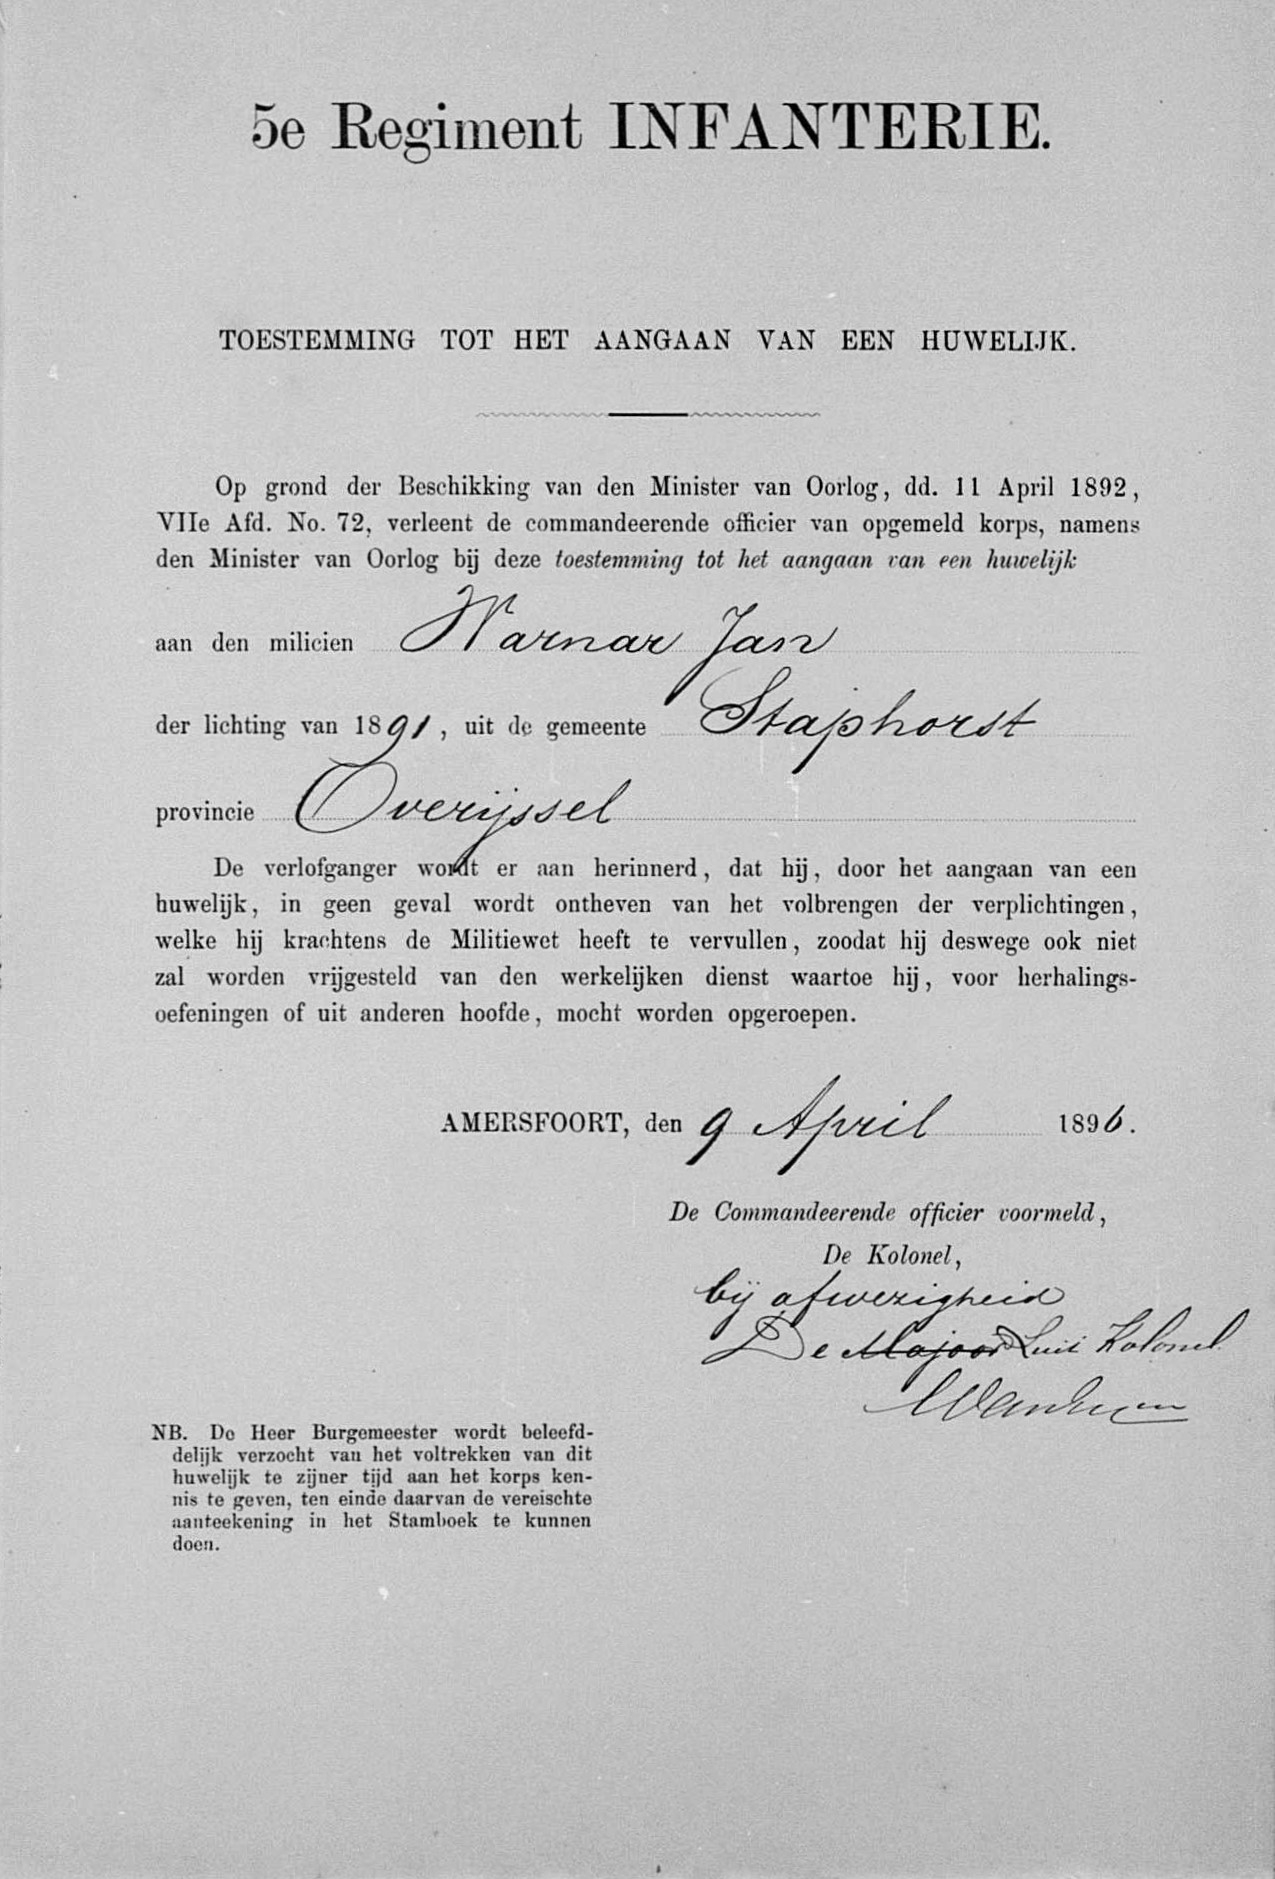 5e Regiment INFANTERIE.
TOESTEMMING TOT HET AANGAAN VAN EEN HUWELIJK.
Op grond der Beschikking van den Minister van Oorlog, dd. 11 April 1892,
VIIe Afd. No. 72, verleent de commandeerende officier van opgemeld korps, namens
den Minister van Oorlog bij deze toestemming tot het aangaan van een huwelijk
aan den milicien Warnar Jan
der lichting van 1891, uit de gemeente Staphorst
provincie Overijssel
De verlofganger wordt er aan herinnerd, dat hij, door het aangaan van een
huwelijk, in geen geval wordt ontheven van het volbrengen der verplichtingen,
welke hij krachtens de Militiewet heeft te vervullen, zoodat hij deswege ook niet
zal worden vrijgesteld van den werkelijken dienst waartoe hij, voor herhalings-
oefeningen of uit anderen hoofde, mocht worden opgeroepen.
AMERSFOORT, den 9 April 1896.
De Commandeerende officier voormeld,
De Kolonel,
bij afwezigheid
De Majoor Luit Kolonel
NB. De Heer Burgemeester wordt beleefd-
delijk verzocht van het voltrekken van dit
huwelijk te zijner tijd aan het korps ken-
nis te geven, ten einde daarvan de vereischte
aanteekening in het Stamboek te kunnen
doen.